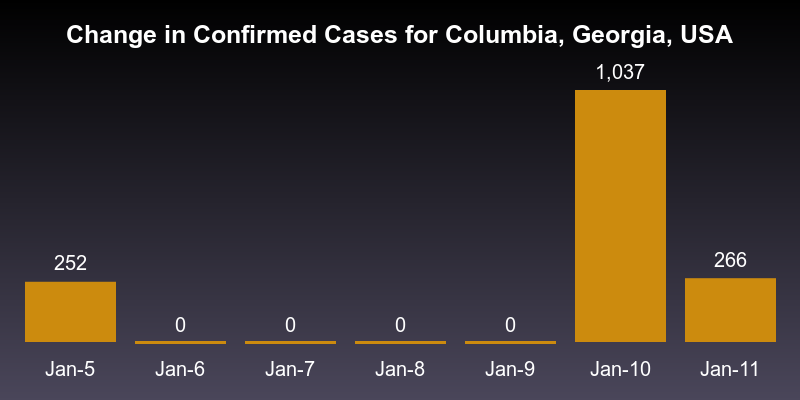 Change in Confirmed Cases for Columbia, Georgia, USA
1,037
252
266
0 0 0 0
Jan-5 Jan-6 Jan-7 Jan-8 Jan-9 Jan-10 Jan-11